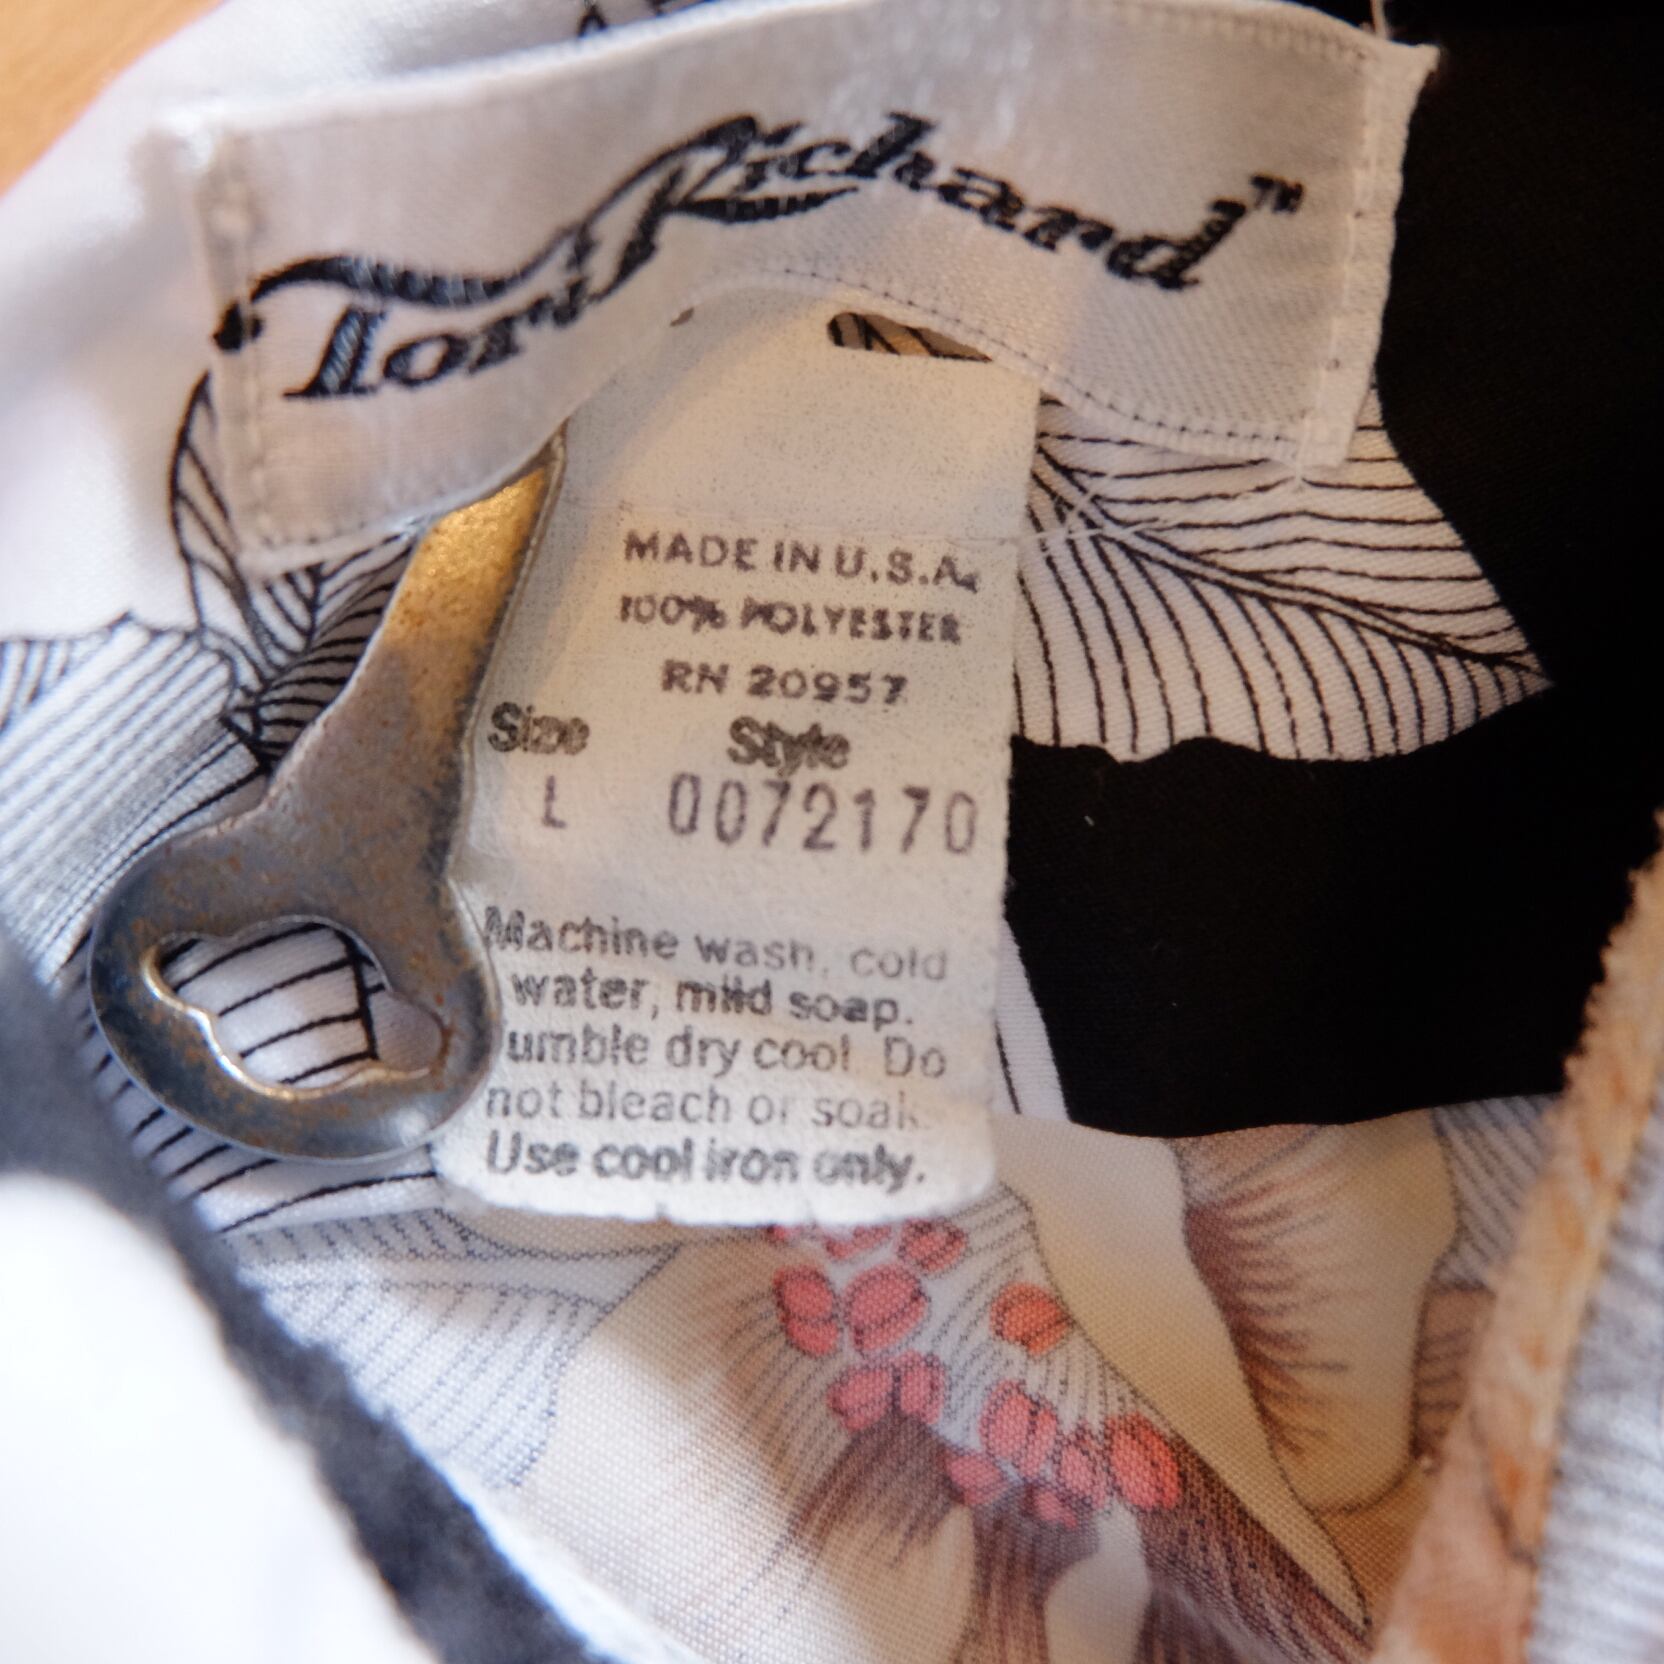 Tori Richard™
MADE IN U.S.A.
100% POLYESTER
RN 20957
Size Style
L 0072170
Machine wash, cold
water, mild soap.
umble dry cool. Do
not bleach or soak.
Use cool iron only.